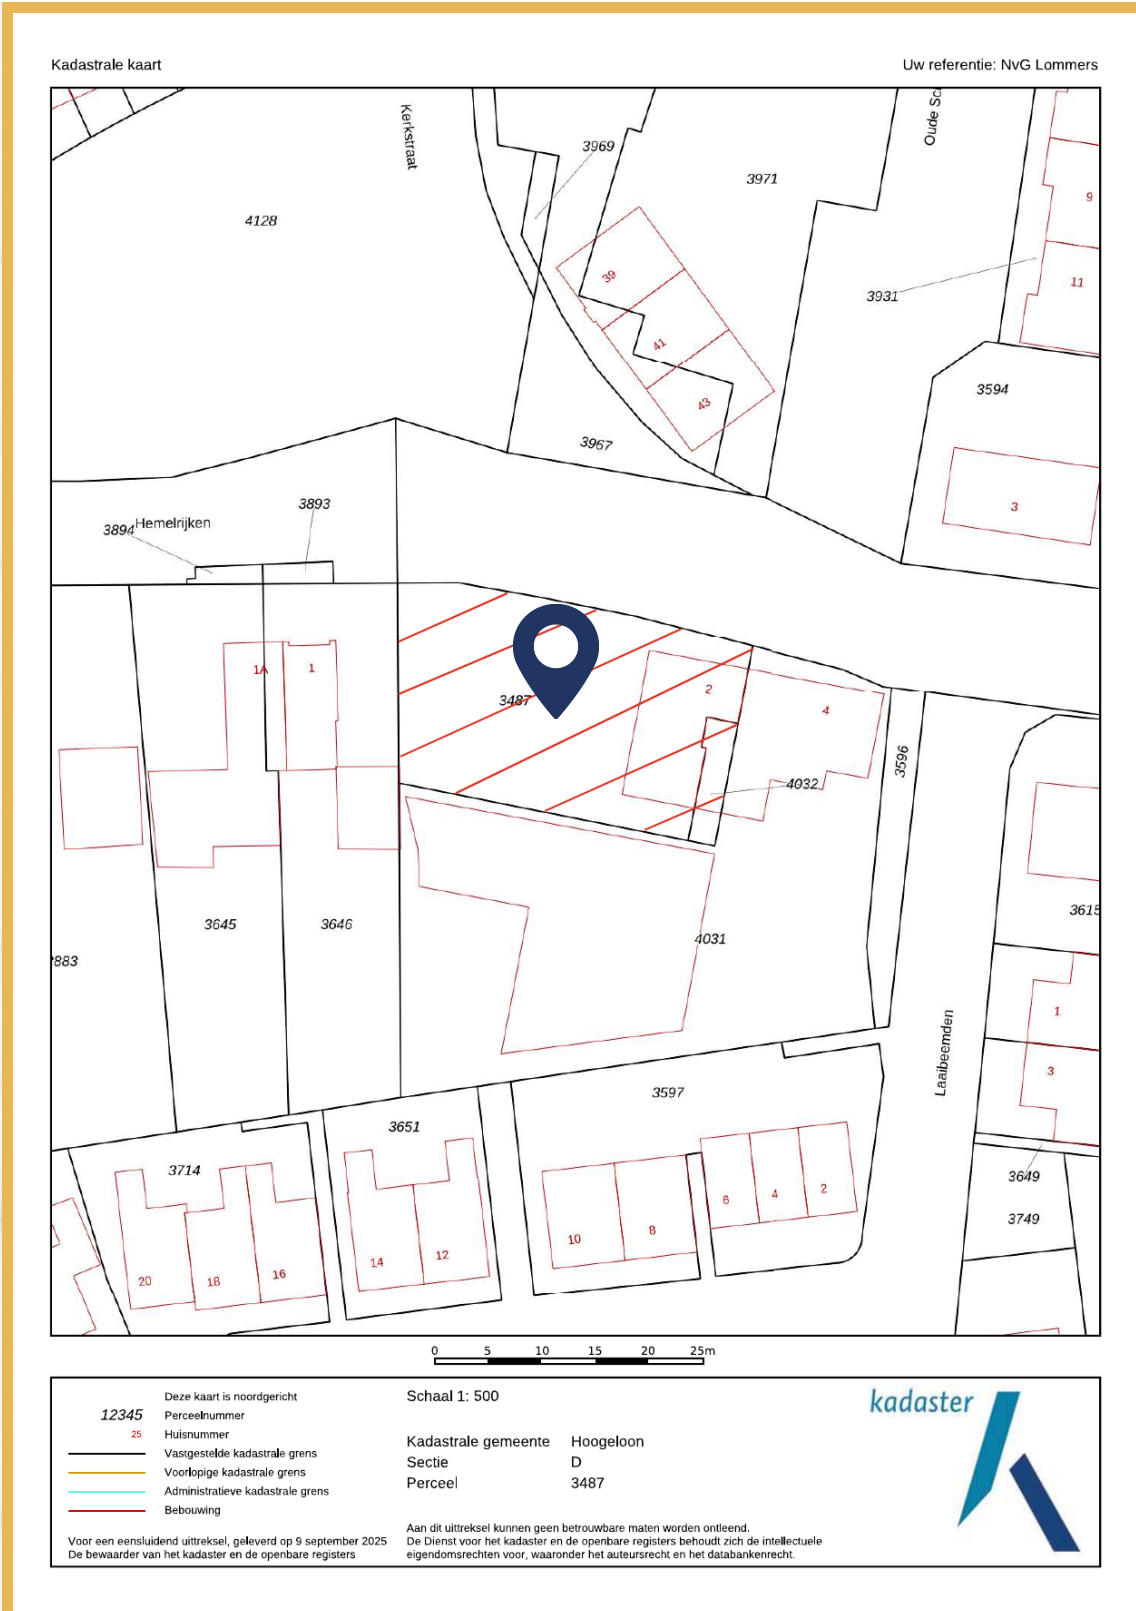 Kadastrale kaart
Uw referentie: NvG Lommers
Kerkstraat
Oude Sc
3969
3971
9
4128
39
3931
11
41
3594
43
3967
3893
3
3894
Hemelrijken
1A
1
3487
2
4
3596
4032
3645
3646
4031
3615
883
1
Laaibeemden
3
3597
3651
3714
3649
6
4
2
3749
10
8
14
12
20
18
16
0 5 10 15 20 25m
Deze kaart is noordgericht
12345 Perceelnummer
25 Huisnummer
Vastgestelde kadastrale grens
Voorlopige kadastrale grens
Administratieve kadastrale grens
Bebouwing
Voor een eensluidend uittreksel, geleverd op 9 september 2025
De bewaarder van het kadaster en de openbare registers
Schaal 1: 500
Kadastrale gemeente Hoogeloon
Sectie D
Perceel 3487
Aan dit uittreksel kunnen geen betrouwbare maten worden ontleend.
De Dienst voor het kadaster en de openbare registers behoudt zich de intellectuele
eigendomsrechten voor, waaronder het auteursrecht en het databankenrecht.
kadaster